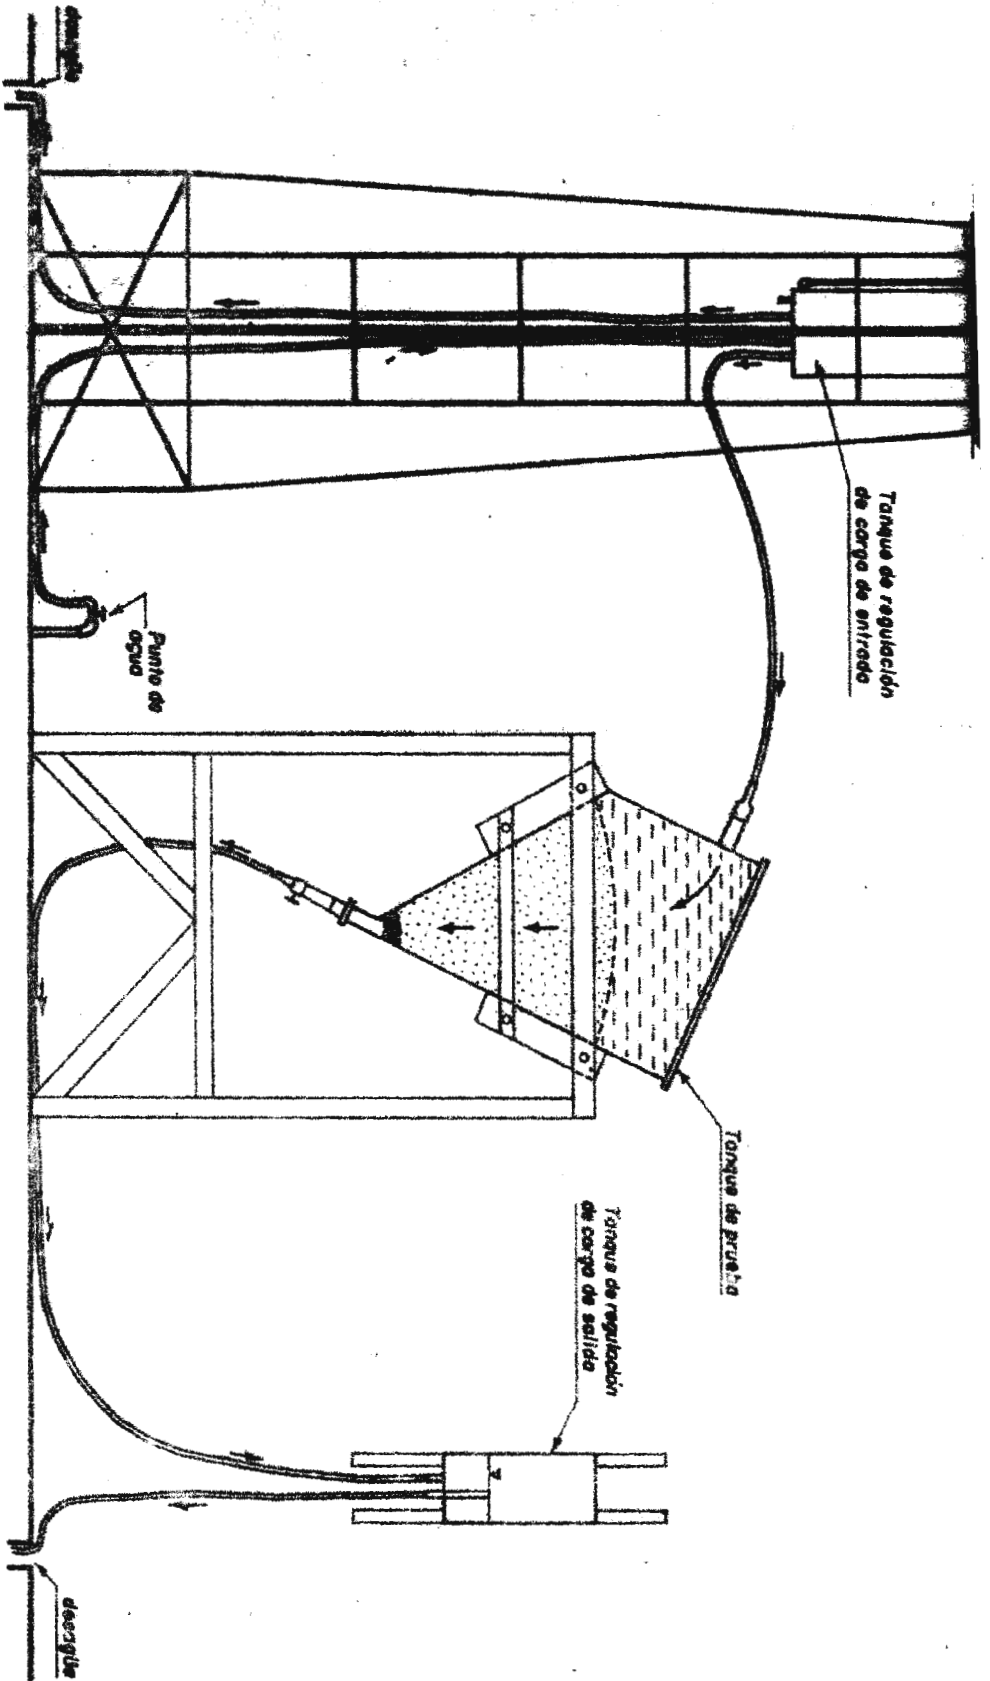 desagüe
Tanque de regulación
de carga de entrada
Punto de
agua
Tanque de prueba
Tanque de regulación
de carga de salida
desagüe